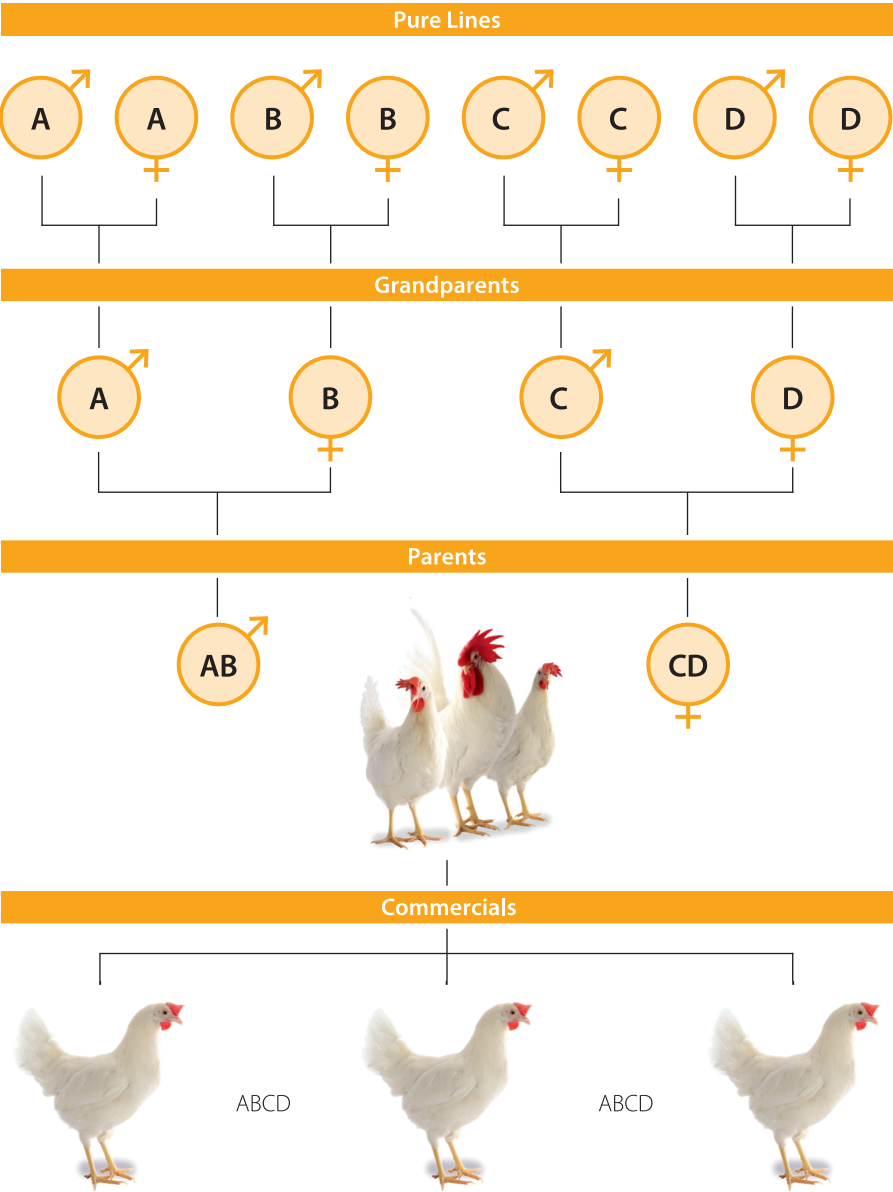 Pure Lines
A A B B C C D D
Grandparents
A B C D
Parents
AB CD
Commercials
ABCD ABCD